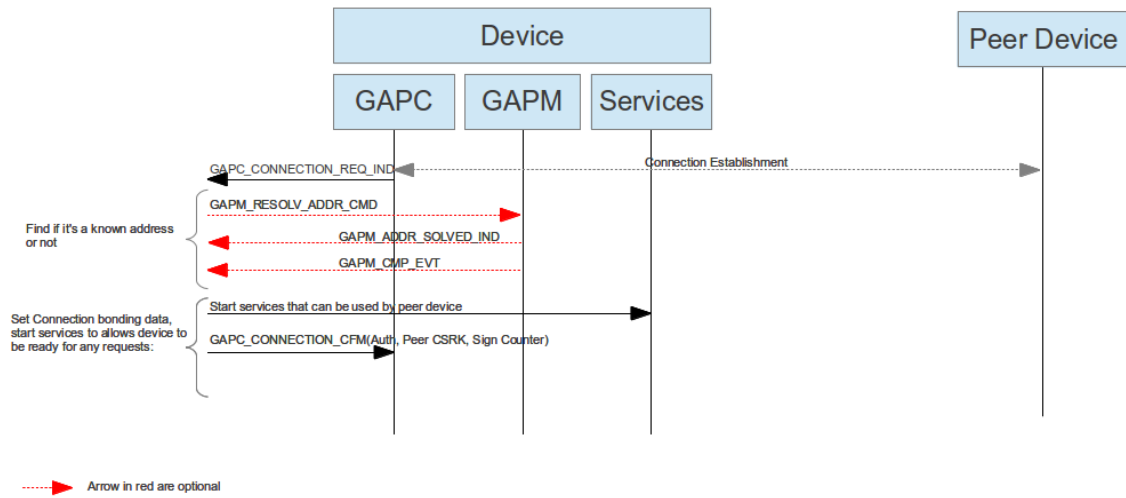 Device
Peer Device
GAPC
GAPM
Services
GAPC_CONNECTION_REQ_IND
Connection Establishment
GAPM_RESOLV_ADDR_CMD
Find if it's a known address
or not
GAPM_ADDR_SOLVED_IND
GAPM_CMP_EVT
Set Connection bonding data,
start services to allows device to
be ready for any requests:
Start services that can be used by peer device
GAPC_CONNECTION_CFM(Auth, Peer CSRK, Sign Counter)
Arrow in red are optional